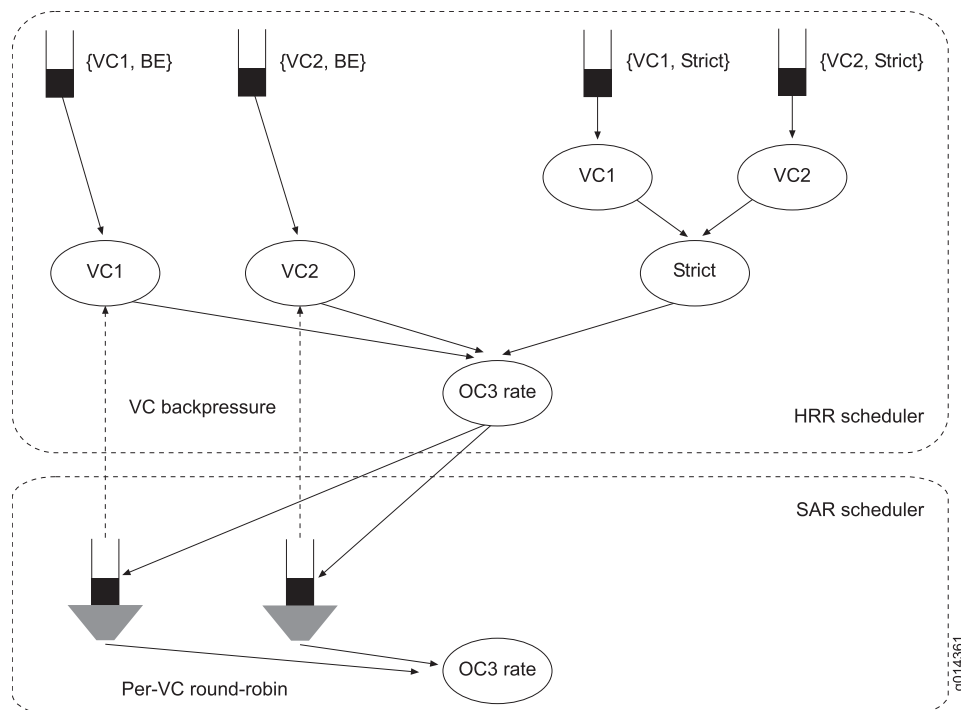 {VC1, BE}
{VC2, BE}
{VC1, Strict}
{VC2, Strict}
VC1
VC2
VC1
VC2
Strict
OC3 rate
VC backpressure
HRR scheduler
SAR scheduler
OC3 rate
Per-VC round-robin
g014361